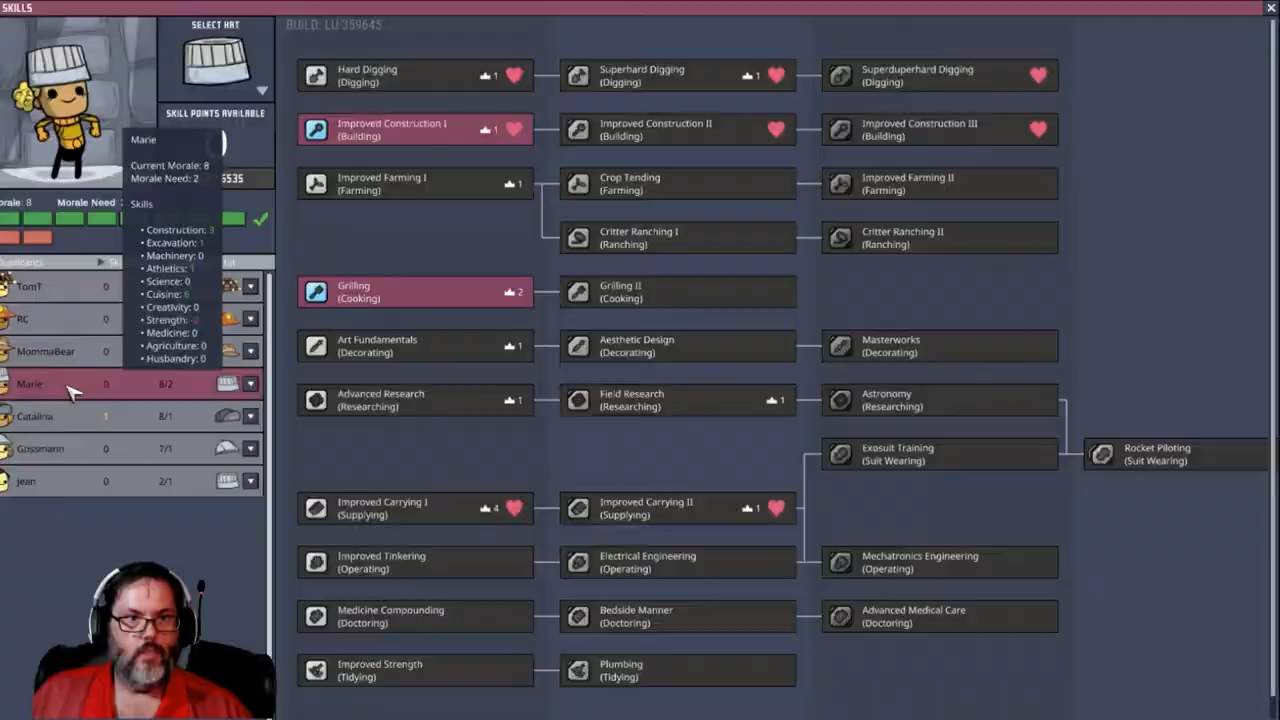 SKILLS
SELECT HAT
BUILD: LU-359645
SKILL POINTS AVAILABLE
Marie
Current Morale: 8
Morale Need: 2
Skills
• Construction: 3
• Excavation: 1
• Machinery: 0
• Athletics: 1
• Science: 0
• Cuisine: 6
• Creativity: 0
• Strength:
• Medicine: 0
• Agriculture: 0
• Husbandry: 0
6535
orale: 8 Morale Need:
TomT 0
RC 0
MommaBear 0
Marie 0 8/2
Catalina 1 8/1
Gossmann 0 7/1
Jean 0 2/1
Hard Digging
(Digging)
1
Superhard Digging
(Digging)
1
Superduperhard Digging
(Digging)
Improved Construction I
(Building)
1
Improved Construction II
(Building)
Improved Construction III
(Building)
Improved Farming I
(Farming)
1
Crop Tending
(Farming)
Improved Farming II
(Farming)
Critter Ranching I
(Ranching)
Critter Ranching II
(Ranching)
Grilling
(Cooking)
2
Grilling II
(Cooking)
Art Fundamentals
(Decorating)
1
Aesthetic Design
(Decorating)
Masterworks
(Decorating)
Advanced Research
(Researching)
1
Field Research
(Researching)
1
Astronomy
(Researching)
Exosuit Training
(Suit Wearing)
Rocket Piloting
(Suit Wearing)
Improved Carrying I
(Supplying)
4
Improved Carrying II
(Supplying)
1
Improved Tinkering
(Operating)
Electrical Engineering
(Operating)
Mechatronics Engineering
(Operating)
Medicine Compounding
(Doctoring)
Bedside Manner
(Doctoring)
Advanced Medical Care
(Doctoring)
Improved Strength
(Tidying)
Plumbing
(Tidying)